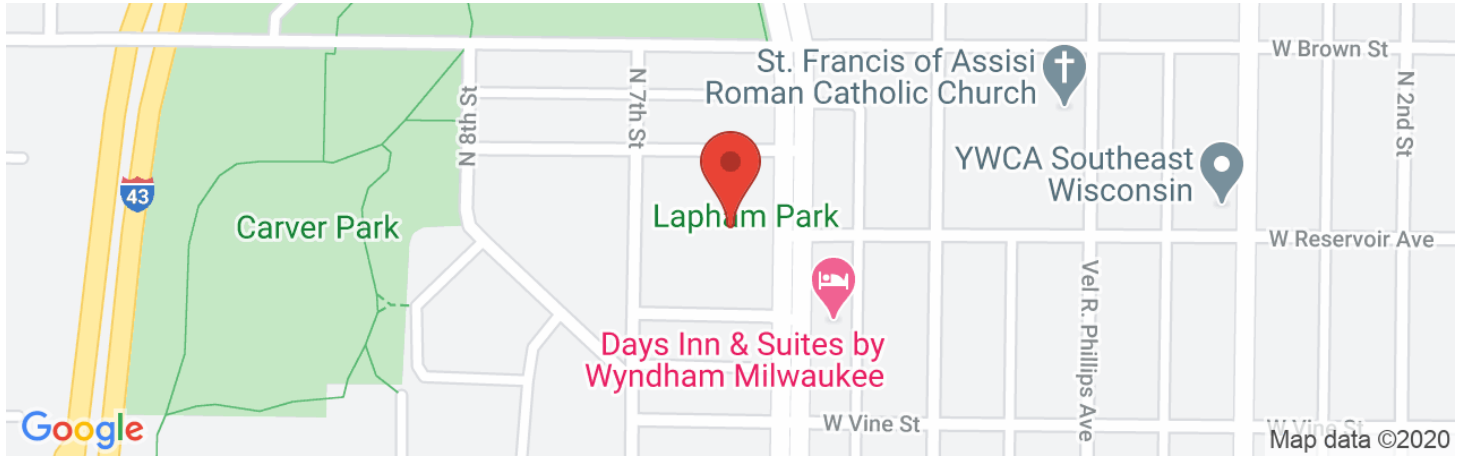 W Brown St
St. Francis of Assisi
Roman Catholic Church
N 8th St
N 7th St
N 2nd St
43
YWCA Southeast
Wisconsin
Carver Park
Lapham Park
W Reservoir Ave
Vel R. Phillips Ave
Days Inn & Suites by
Wyndham Milwaukee
W Vine St
W Vine St
Google
Map data ©2020